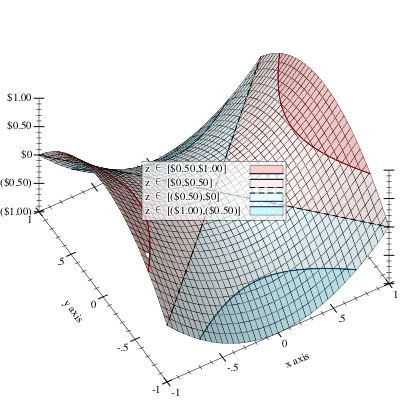 $1.00
$0.50
$0
($0.50)
($1.00)
z ∈ [$0.50,$1.00]
z ∈ [$0,$0.50]
z ∈ [($0.50),$0]
z ∈ [($1.00),($0.50)]
1
.5
0
-.5
-1
y axis
-1
-.5
0
.5
1
x axis